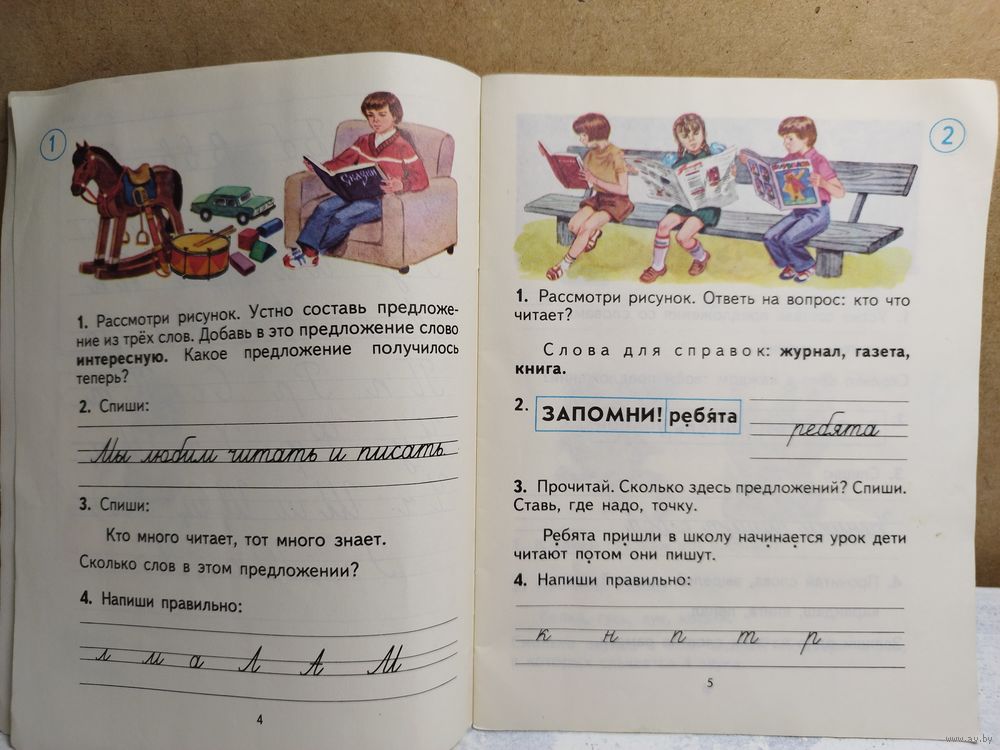 1
Сказки
1. Рассмотри рисунок. Устно составь предложе-
ние из трёх слов. Добавь в это предложение слово
интересную. Какое предложение получилось
теперь?
2. Спиши:
Мы любим читать и писать.
3. Спиши:
Кто много читает, тот много знает.
Сколько слов в этом предложении?
4. Напиши правильно:
л м а Л А М
4
2
1. Рассмотри рисунок. Ответь на вопрос: кто что
читает?
Слова для справок: журнал, газета,
книга.
2. ЗАПОМНИ! ребята
ребята
3. Прочитай. Сколько здесь предложений? Спиши.
Ставь, где надо, точку.
Ребята пришли в школу начинается урок дети
читают потом они пишут.
4. Напиши правильно:
к н п т р
5
www.ay.by